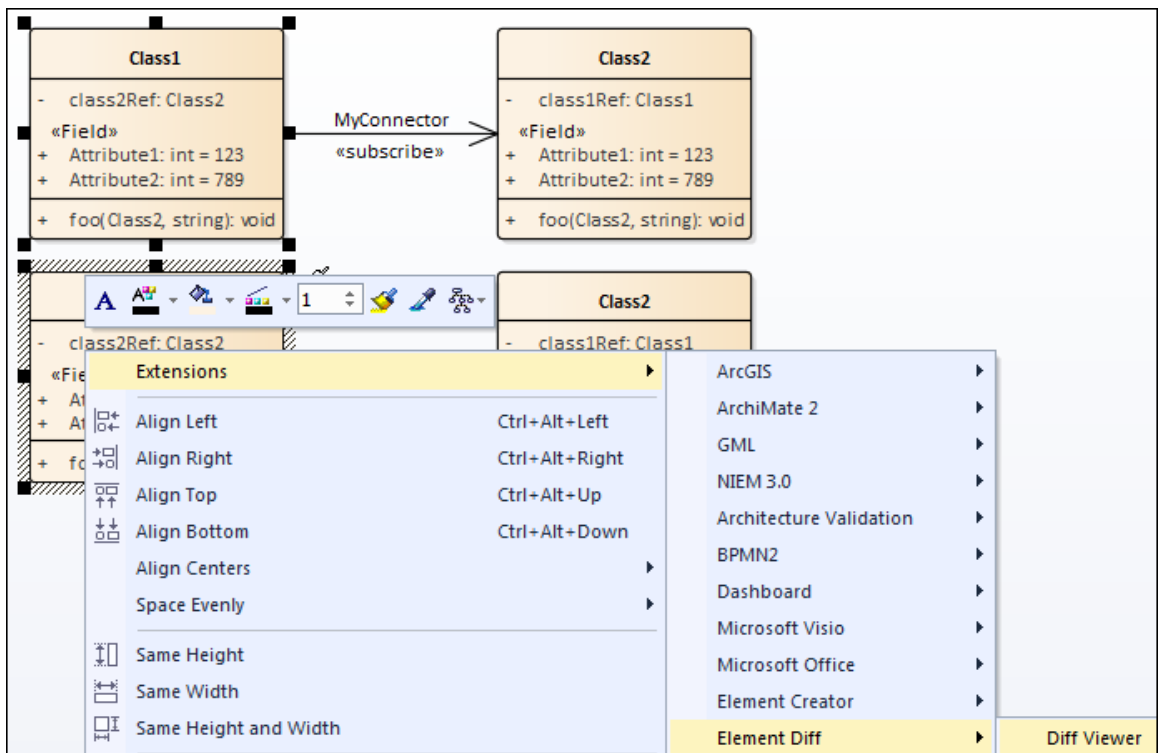 Class1
- class2Ref: Class2
«Field»
+ Attribute1: int = 123
+ Attribute2: int = 789
+ foo(Class2, string): void
MyConnector
«subscribe»
Class2
- class1Ref: Class1
«Field»
+ Attribute1: int = 123
+ Attribute2: int = 789
+ foo(Class2, string): void
A A 1
Class2
- class2Ref: Class2
- class1Ref: Class1
«Fie
+ At
+ At
+ fo
Extensions
Align Left Ctrl+Alt+Left
Align Right Ctrl+Alt+Right
Align Top Ctrl+Alt+Up
Align Bottom Ctrl+Alt+Down
Align Centers
Space Evenly
Same Height
Same Width
Same Height and Width
ArcGIS
ArchiMate 2
GML
NIEM 3.0
Architecture Validation
BPMN2
Dashboard
Microsoft Visio
Microsoft Office
Element Creator
Element Diff
Diff Viewer